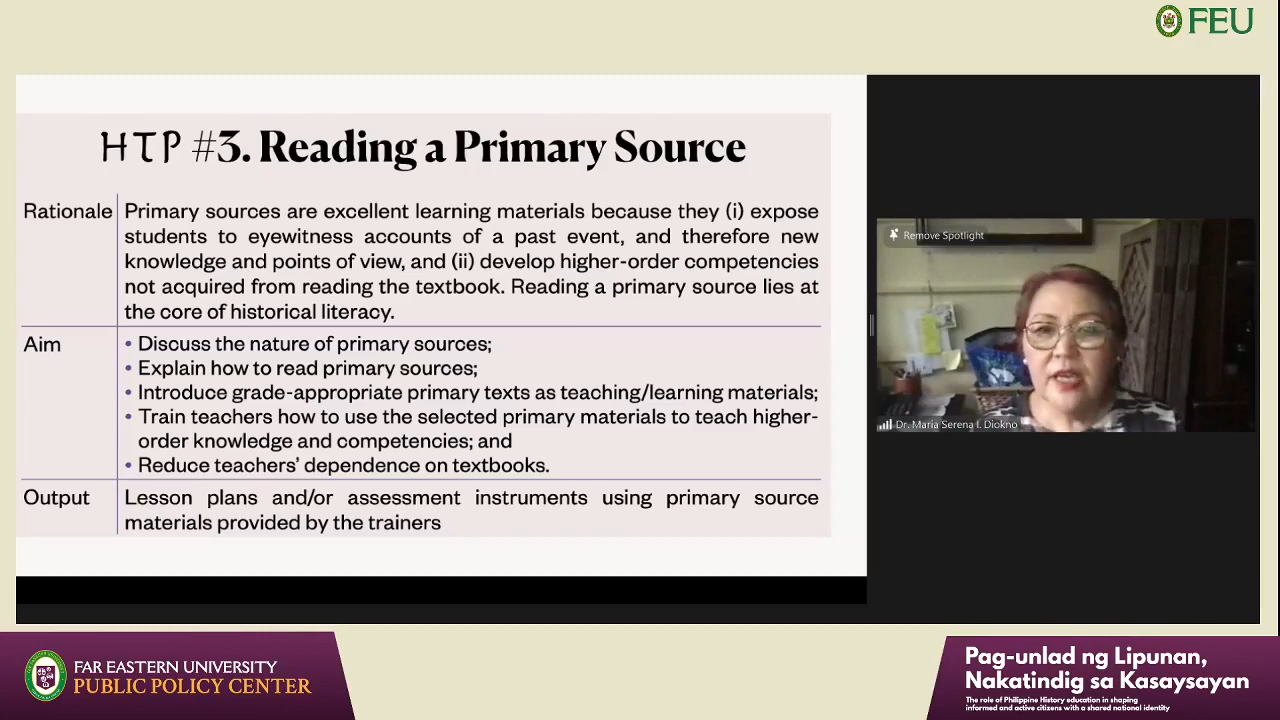 FEU
HTP #3. Reading a Primary Source
Rationale
Primary sources are excellent learning materials because they (i) expose
students to eyewitness accounts of a past event, and therefore new
knowledge and points of view, and (ii) develop higher-order competencies
not acquired from reading the textbook. Reading a primary source lies at
the core of historical literacy.
Aim
• Discuss the nature of primary sources;
• Explain how to read primary sources;
• Introduce grade-appropriate primary texts as teaching/learning materials;
• Train teachers how to use the selected primary materials to teach higher-
order knowledge and competencies; and
• Reduce teachers' dependence on textbooks.
Output
Lesson plans and/or assessment instruments using primary source
materials provided by the trainers
Remove Spotlight
Dr. Maria Serena I. Diokno
FAR EASTERN UNIVERSITY
PUBLIC POLICY CENTER
Pag-unlad ng Lipunan,
Nakatindig sa Kasaysayan
The role of Philippine History education in shaping
informed and active citizens with a shared national identity